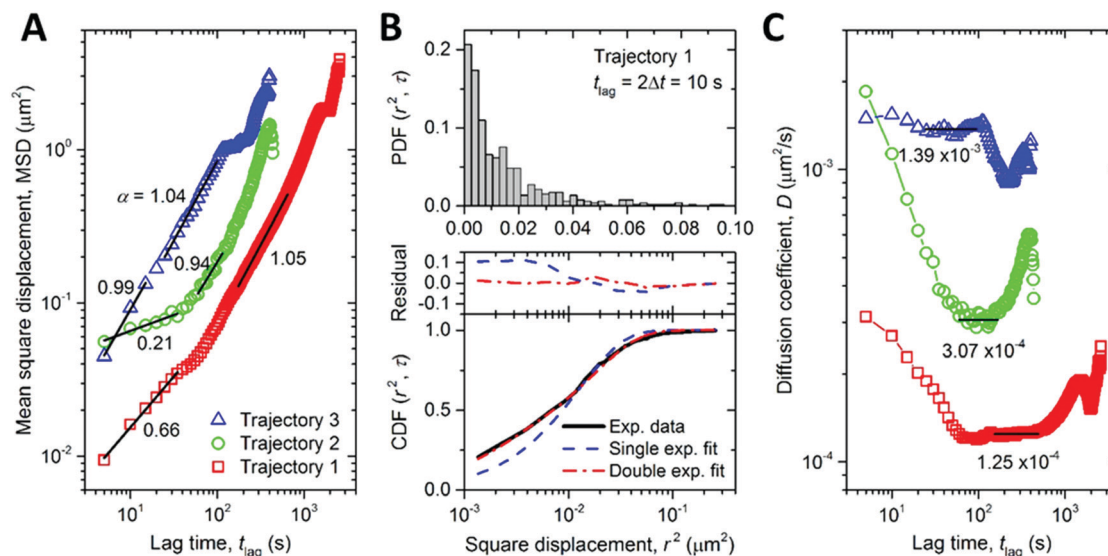 A
Mean square displacement, MSD (μm²)
10⁰
10⁻¹
10⁻²
α = 1.04
0.99
0.94
1.05
0.21
0.66
Trajectory 3
Trajectory 2
Trajectory 1
10¹
10²
10³
Lag time, t_lag (s)
B
PDF (r², τ)
0.2
0.1
0.0
Trajectory 1
t_lag = 2Δt = 10 s
0.00 0.02 0.04 0.06 0.08 0.10
Residual
0.1
0.0
-0.1
CDF (r², τ)
1.0
0.5
0.0
Exp. data
Single exp. fit
Double exp. fit
10⁻³ 10⁻² 10⁻¹ 10⁰
Square displacement, r² (μm²)
C
Diffusion coefficient, D (μm²/s)
10⁻³
10⁻⁴
1.39 x10⁻³
3.07 x10⁻⁴
1.25 x10⁻⁴
10¹ 10² 10³
Lag time, t_lag (s)